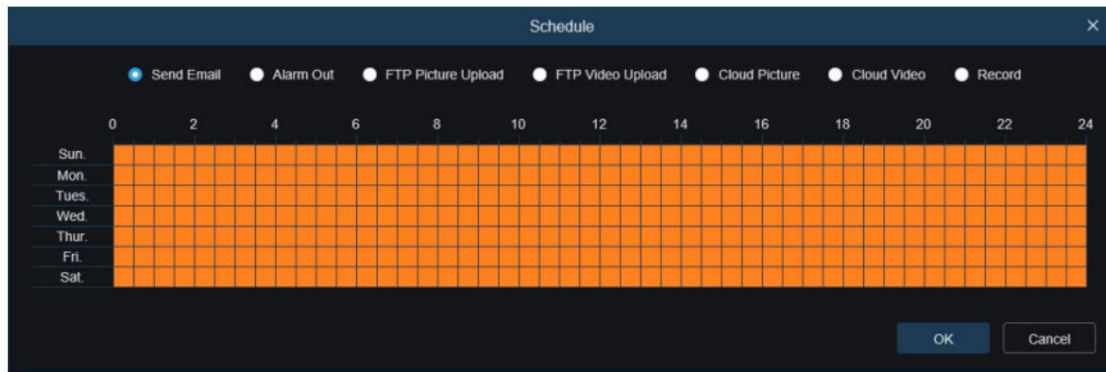 Schedule
Send Email Alarm Out FTP Picture Upload FTP Video Upload Cloud Picture Cloud Video Record
0 2 4 6 8 10 12 14 16 18 20 22 24
Sun.
Mon.
Tues.
Wed.
Thur.
Fri.
Sat.
OK Cancel